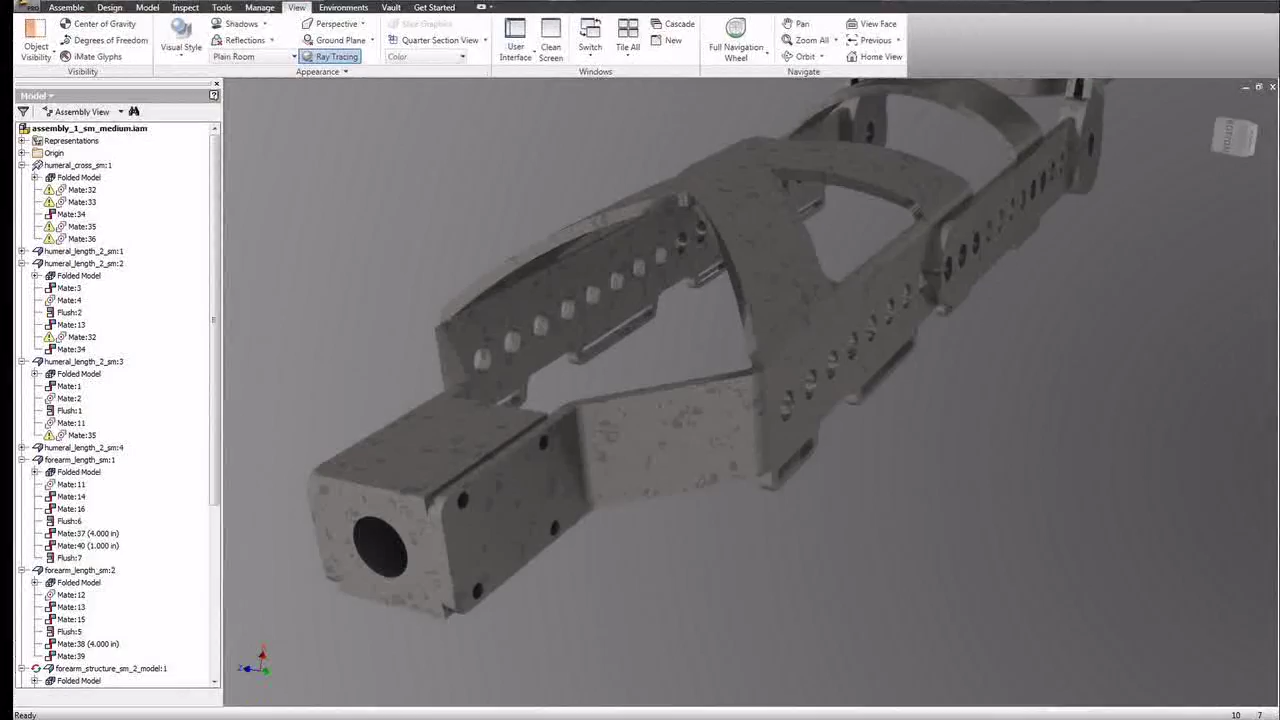 PRO Assemble Design Model Inspect Tools Manage View Environments Vault Get Started
Object Visibility
Center of Gravity
Degrees of Freedom
iMate Glyphs
Visibility
Visual Style
Shadows
Reflections
Plain Room
Perspective
Ground Plane
Ray Tracing
Slice Graphics
Quarter Section View
Color
Appearance
User Interface
Clean Screen
Switch
Tile All
Cascade
New
Windows
Full Navigation Wheel
Pan
Zoom All
Orbit
View Face
Previous
Home View
Navigate
Model
Assembly View
assembly_1_sm_medium.iam
Representations
Origin
humeral_cross_sm:1
Folded Model
Mate:32
Mate:33
Mate:34
Mate:35
Mate:36
humeral_length_2_sm:1
humeral_length_2_sm:2
Folded Model
Mate:3
Mate:4
Flush:2
Mate:13
Mate:32
Mate:34
humeral_length_2_sm:3
Folded Model
Mate:1
Mate:2
Flush:1
Mate:11
Mate:35
humeral_length_2_sm:4
forearm_length_sm:1
Folded Model
Mate:11
Mate:14
Mate:16
Flush:6
Mate:37 (4.000 in)
Mate:40 (1.000 in)
Flush:7
forearm_length_sm:2
Folded Model
Mate:12
Mate:13
Mate:15
Flush:5
Mate:38 (4.000 in)
Mate:39
forearm_structure_sm_2_model:1
Folded Model
BOTTOM
Z
Ready
10 7